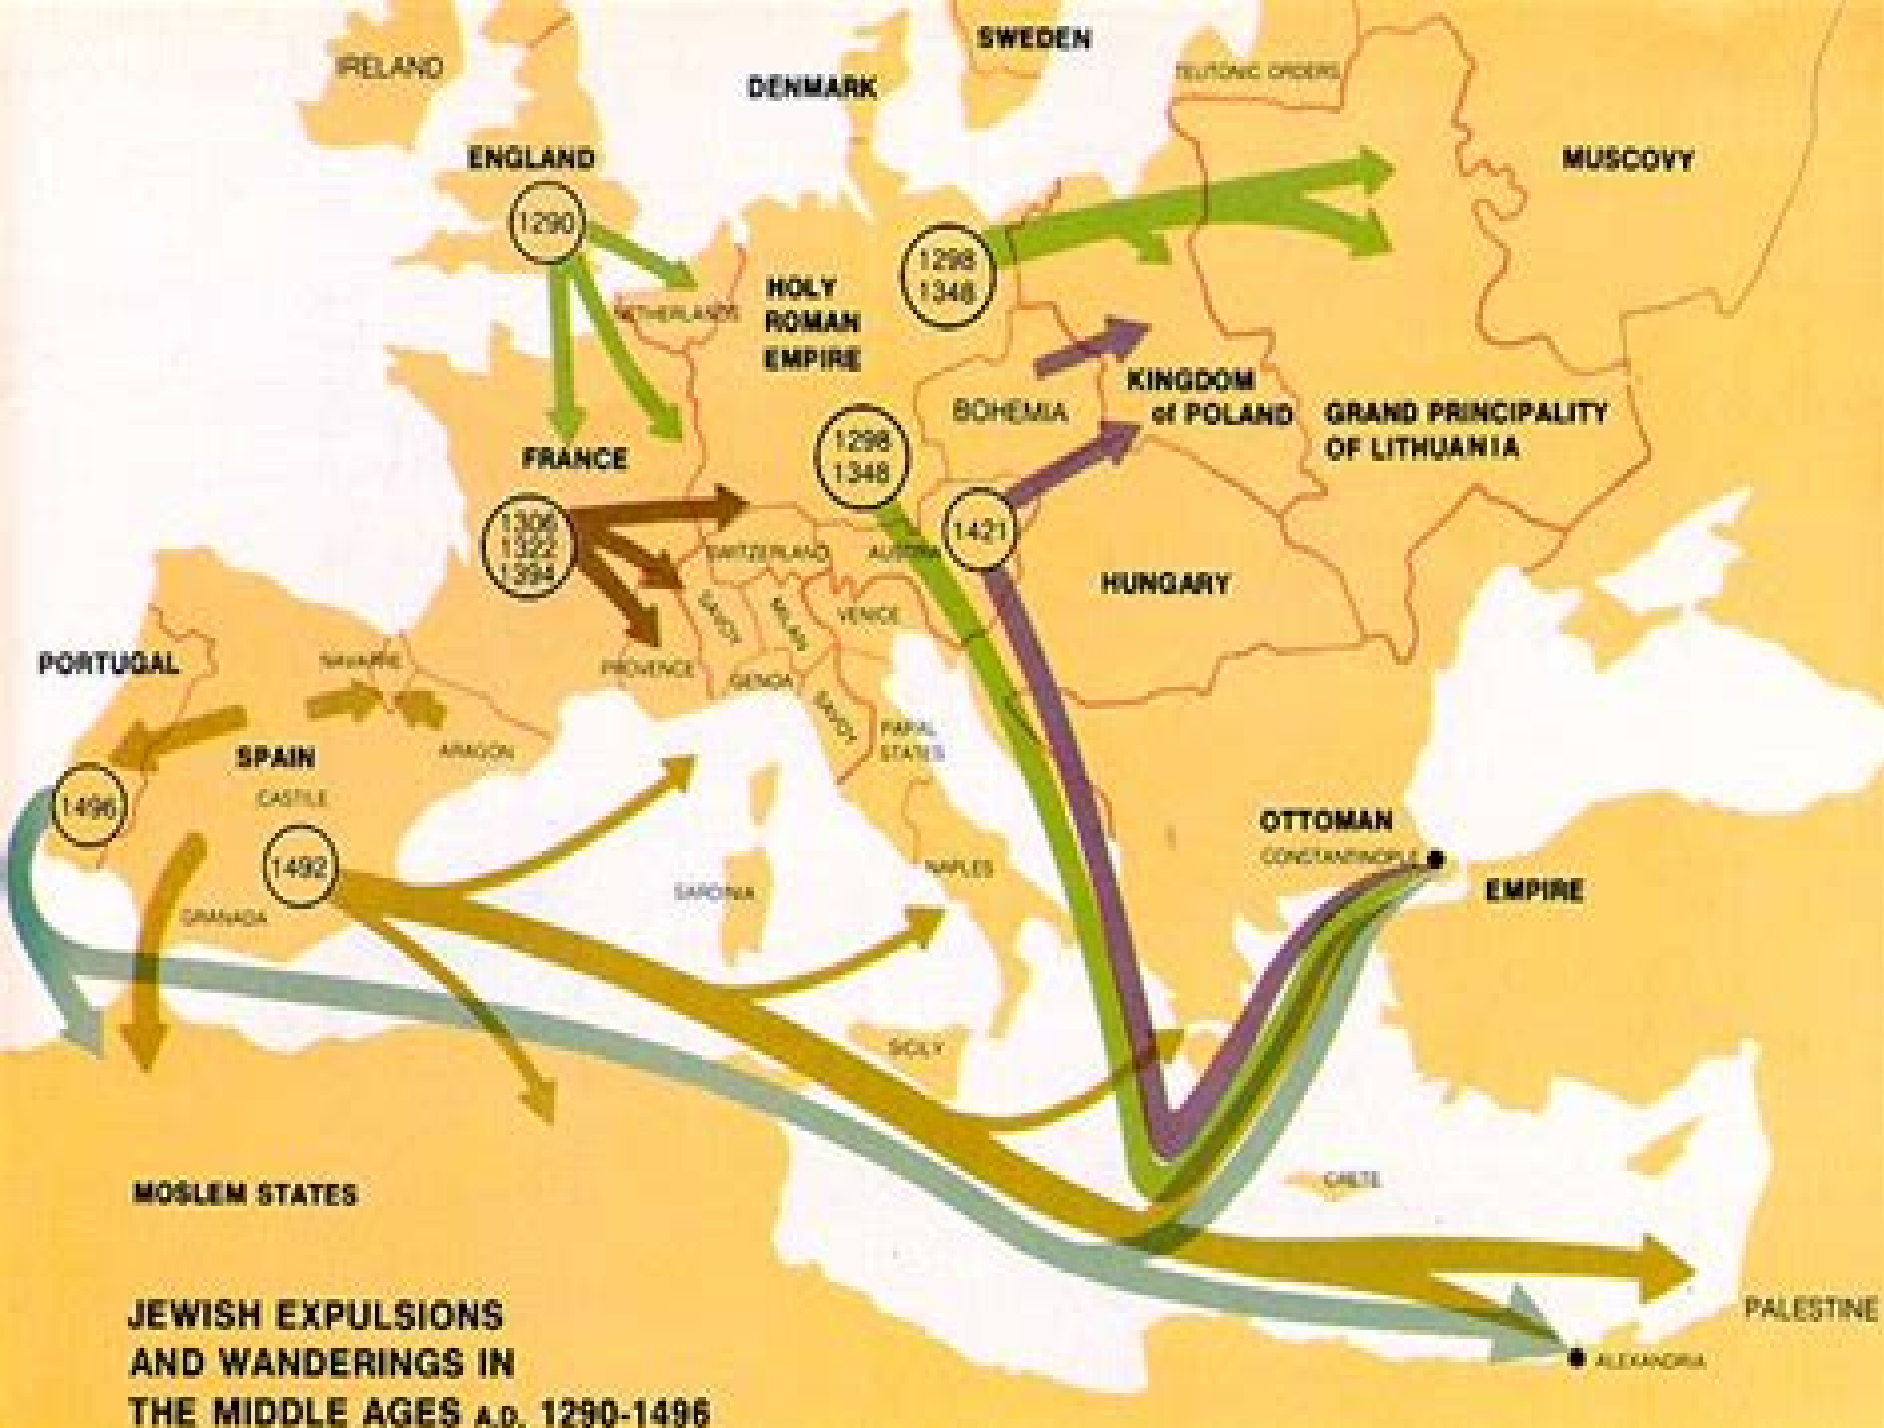 SWEDEN
IRELAND
TEUTONIC ORDERS
DENMARK
ENGLAND
MUSCOVY
1290
1298
1348
HOLY
ROMAN
EMPIRE
NETHERLANDS
KINGDOM
of POLAND
BOHEMIA
GRAND PRINCIPALITY
OF LITHUANIA
1298
1348
FRANCE
1306
1322
1394
1421
SWITZERLAND
AUSTRIA
HUNGARY
SAVOY
MILAN
VENICE
PORTUGAL
NAVARRE
PROVENCE
GENOA
SAVOY
PAPAL
STATES
SPAIN
ARAGON
CASTILE
1496
OTTOMAN
CONSTANTINOPLE
EMPIRE
1492
NAPLES
SARDINIA
GRANADA
SICILY
CRETE
MOSLEM STATES
PALESTINE
ALEXANDRIA
JEWISH EXPULSIONS
AND WANDERINGS IN
THE MIDDLE AGES A.D. 1290-1496